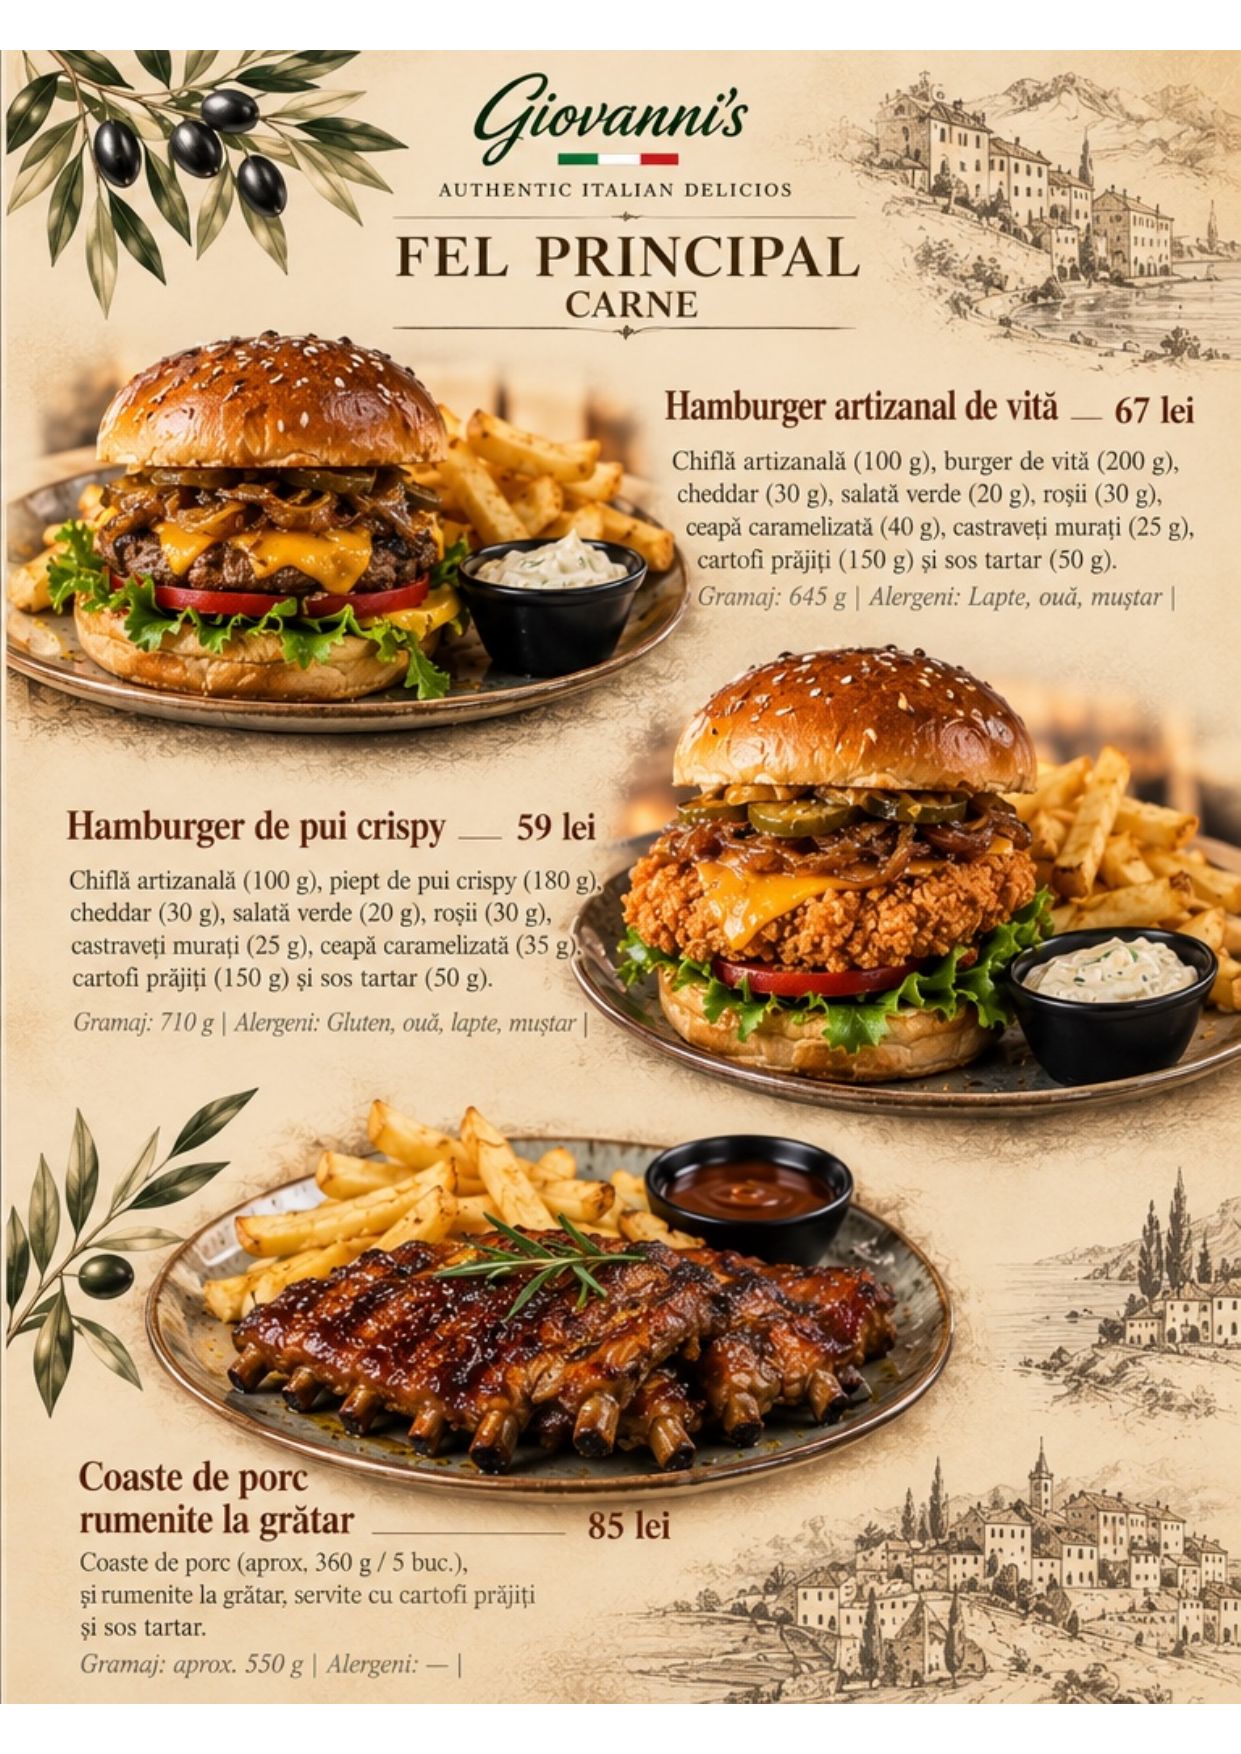 Giovanni's
AUTHENTIC ITALIAN DELICIOS
FEL PRINCIPAL
CARNE
Hamburger artizanal de vită 67 lei
Chiflă artizanală (100 g), burger de vită (200 g),
cheddar (30 g), salată verde (20 g), roșii (30 g),
ceapă caramelizată (40 g), castraveți murați (25 g),
cartofi prăjiți (150 g) și sos tartar (50 g).
Gramaj: 645 g | Alergeni: Lapte, ouă, muștar |
Hamburger de pui crispy 59 lei
Chiflă artizanală (100 g), piept de pui crispy (180 g),
cheddar (30 g), salată verde (20 g), roșii (30 g),
castraveți murați (25 g), ceapă caramelizată (35 g).
cartofi prăjiți (150 g) și sos tartar (50 g).
Gramaj: 710 g | Alergeni: Gluten, ouă, lapte, muștar |
Coaste de porc
rumenite la grătar 85 lei
Coaste de porc (aprox, 360 g / 5 buc.),
și rumenite la grătar, servite cu cartofi prăjiți
și sos tartar.
Gramaj: aprox. 550 g | Alergeni: — |